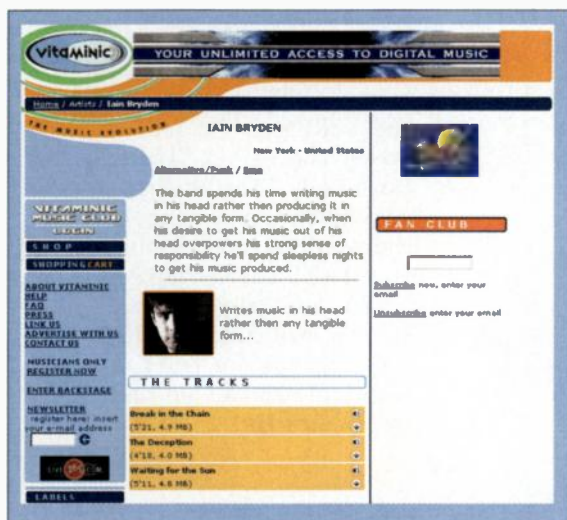 vitaminic
YOUR UNLIMITED ACCESS TO DIGITAL MUSIC
Home / Artists / Iain Bryden
THE MUSIC EVOLUTION
IAIN BRYDEN
New York - United States
Alternative/Punk / Emo
The band spends his time writing music
in his head rather then producing it in
any tangible form. Occasionally, when
his desire to get his music out of his
head overpowers his strong sense of
responsibility he'll spend sleepless nights
to get his music produced.
Writes music in his head
rather then any tangible
form...
THE TRACKS
Break in the Chain
(5'21, 4.9 MB)
The Deception
(4'18, 4.0 MB)
Waiting for the Sun
(5'11, 4.8 MB)
VITAMINIC
MUSIC CLUB
LOGIN
SHOP
SHOPPING CART
ABOUT VITAMINIC
HELP
FAQ
PRESS
LINK US
ADVERTISE WITH US
CONTACT US
MUSICIANS ONLY
REGISTER NOW
ENTER BACKSTAGE
NEWSLETTER
register here: insert
your e-mail address
LIVE365.COM
LABELS
FAN CLUB
Subscribe now, enter your
email
Unsubscribe enter your email